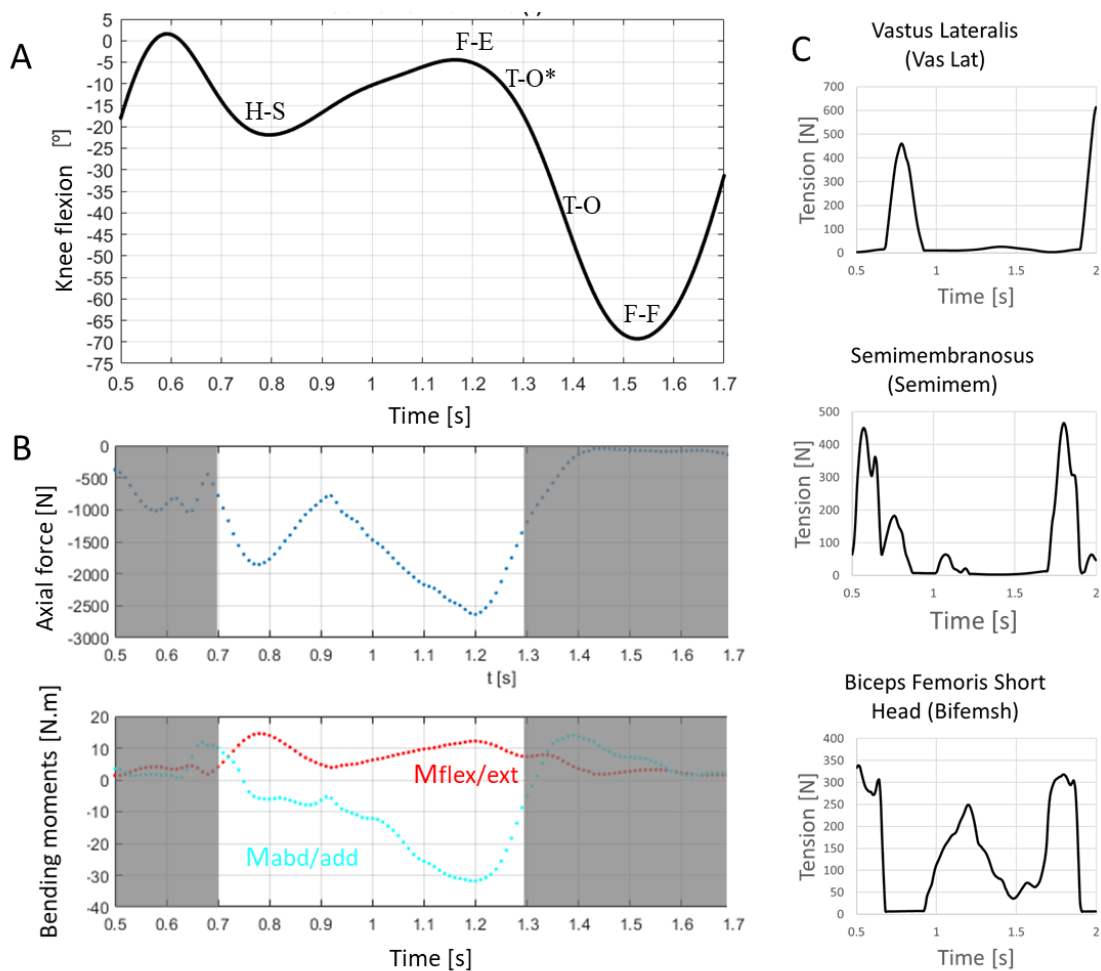 A
Knee flexion [º]
5
0
-5
-10
-15
-20
-25
-30
-35
-40
-45
-50
-55
-60
-65
-70
-75
H-S
F-E
T-O*
T-O
F-F
0.5 0.6 0.7 0.8 0.9 1 1.1 1.2 1.3 1.4 1.5 1.6 1.7
Time [s]
B
Axial force [N]
0
-500
-1000
-1500
-2000
-2500
-3000
0.5 0.6 0.7 0.8 0.9 1 1.1 1.2 1.3 1.4 1.5 1.6 1.7
t [s]
Bending moments [N.m]
20
10
0
-10
-20
-30
-40
Mflex/ext
Mabd/add
0.5 0.6 0.7 0.8 0.9 1 1.1 1.2 1.3 1.4 1.5 1.6 1.7
Time [s]
C
Vastus Lateralis
(Vas Lat)
Tension [N]
700
600
500
400
300
200
100
0
0.5 1 1.5 2
Time [s]
Semimembranosus
(Semimem)
Tension [N]
500
400
300
200
100
0
0.5 1 1.5 2
Time [s]
Biceps Femoris Short
Head (Bifemsh)
Tension [N]
400
350
300
250
200
150
100
50
0
0.5 1 1.5 2
Time [s]